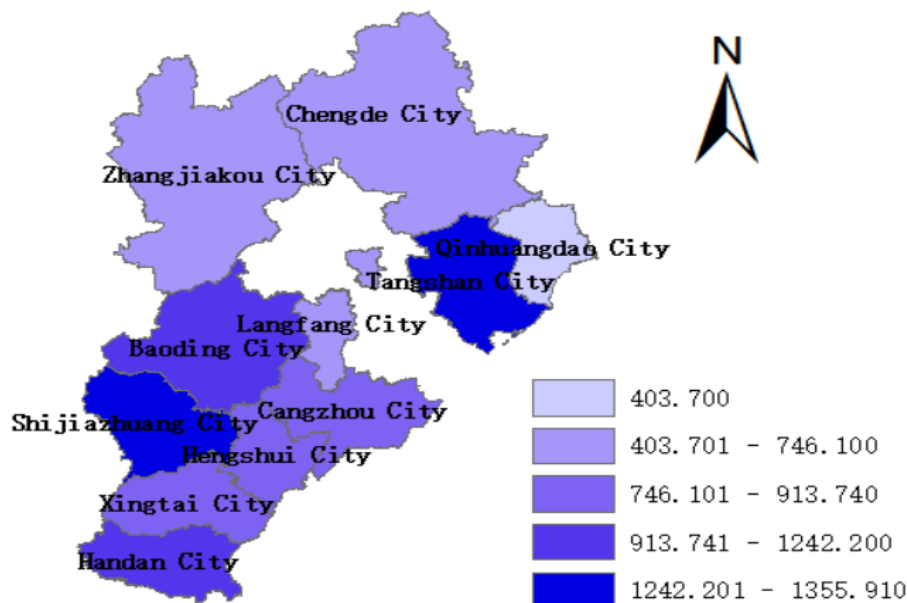 N
Chengde City
Zhangjiakou City
Qinhuangdao City
Tangshan City
Langfang City
Baoding City
Cangzhou City
Shijiazhuang City
Hengshui City
Xingtai City
Handan City
403.700
403.701 - 746.100
746.101 - 913.740
913.741 - 1242.200
1242.201 - 1355.910